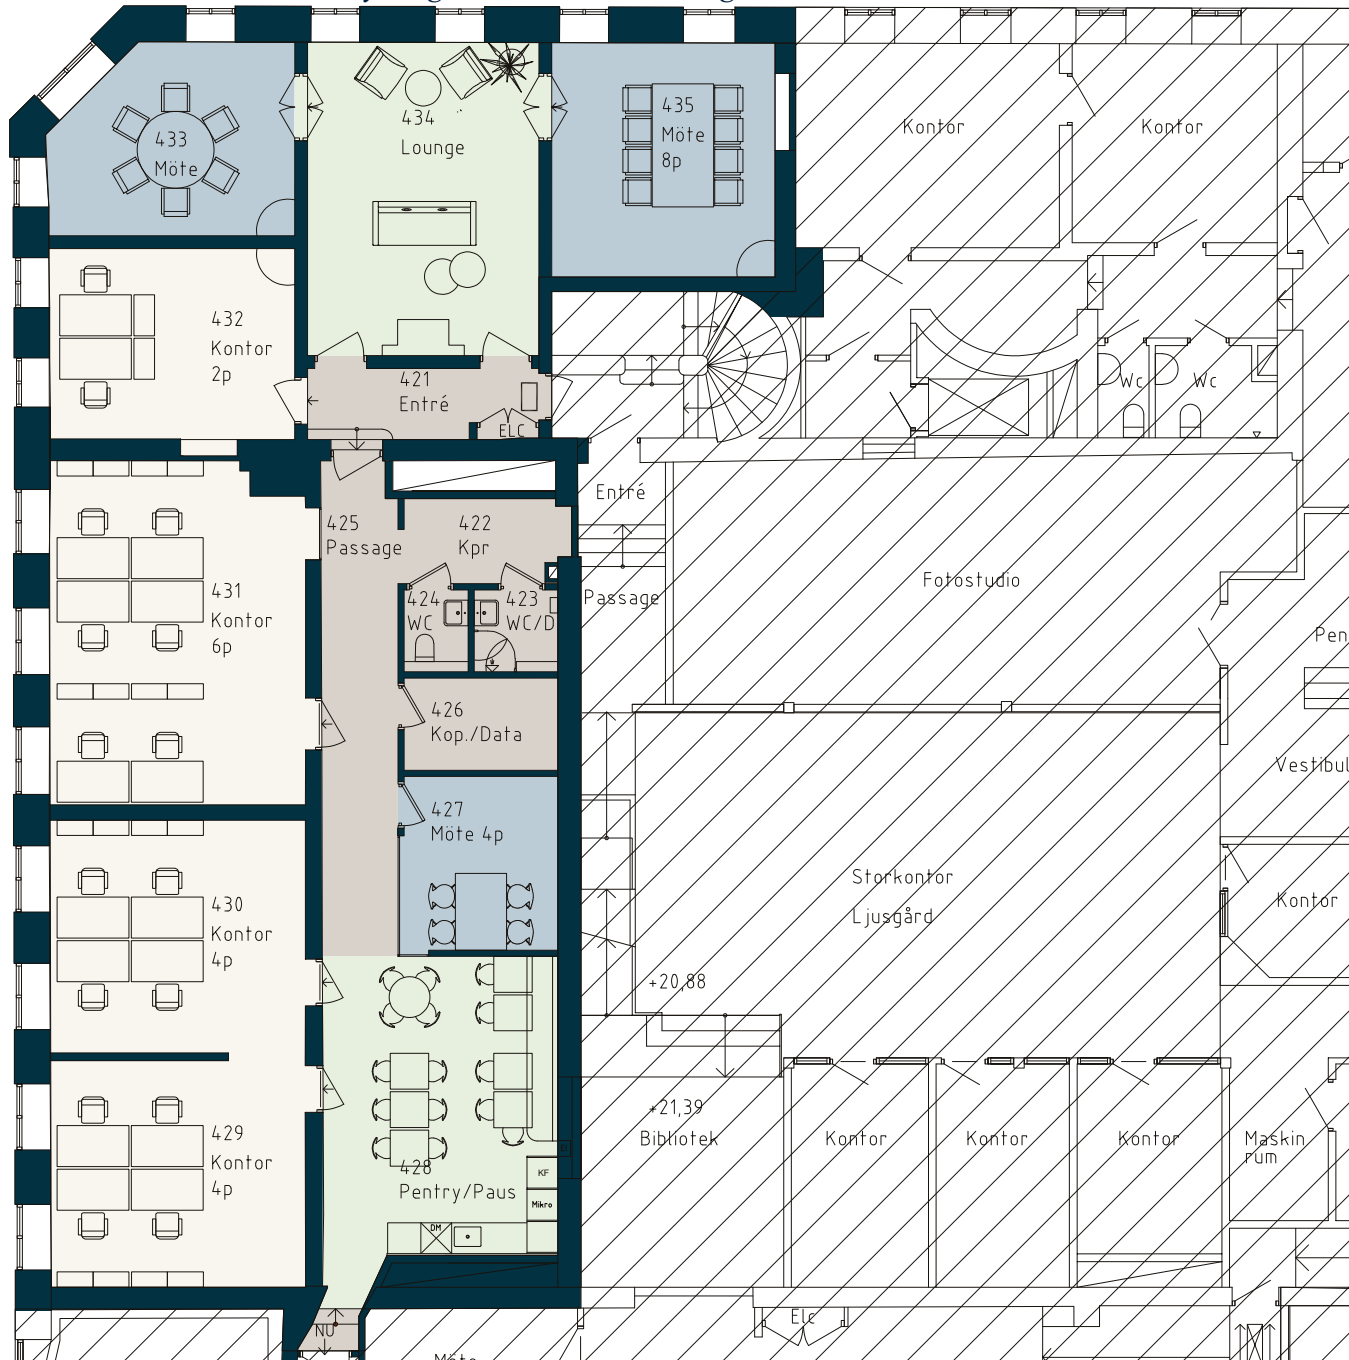 433
Möte
434
Lounge
435
Möte
8p
Kontor
Kontor
432
Kontor
2p
421
Entré
ELC
Wc
Wc
425
Passage
422
Kpr
Entré
424
WC
423
WC/D
Passage
Fotostudio
431
Kontor
6p
426
Kop./Data
427
Möte 4p
Vestibul
430
Kontor
4p
Storkontor
Ljusgård
Kontor
+20,88
429
Kontor
4p
428
Pentry/Paus
KF
Mikro
DM
+21,39
Bibliotek
Kontor
Kontor
Kontor
Maskin
rum
NU
Elc